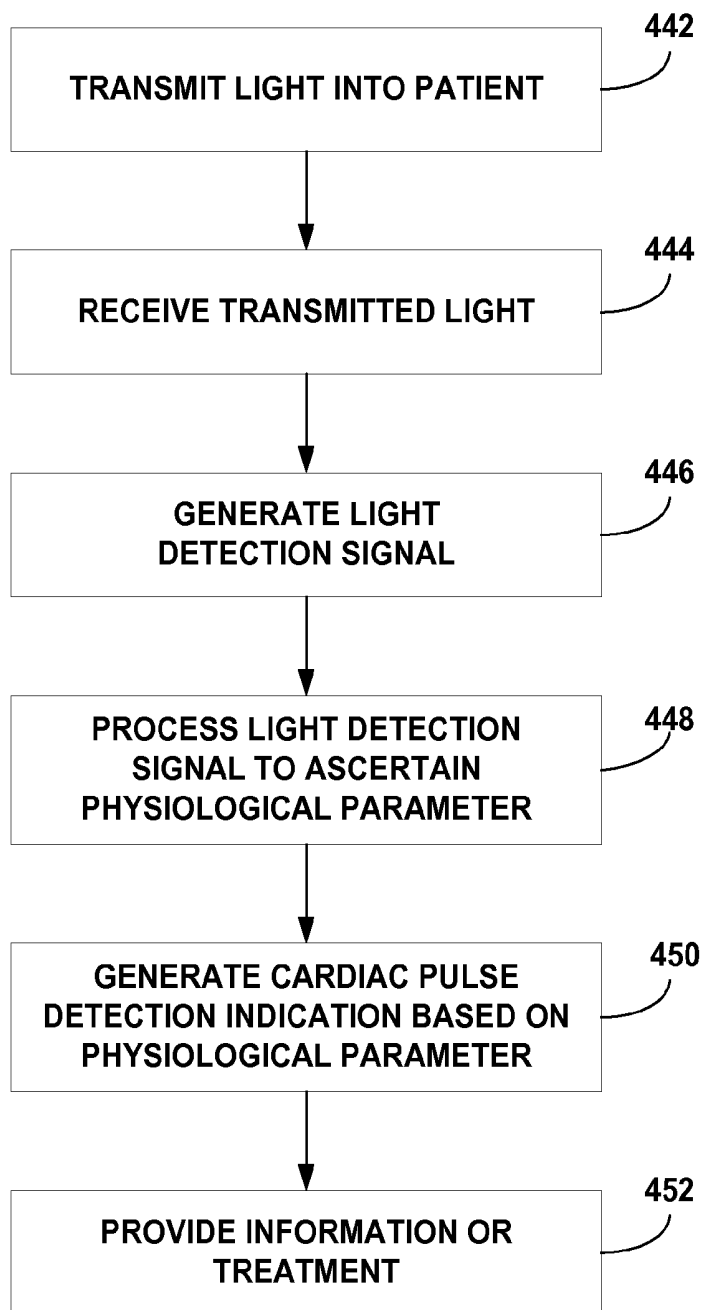 442
TRANSMIT LIGHT INTO PATIENT
444
RECEIVE TRANSMITTED LIGHT
446
GENERATE LIGHT
DETECTION SIGNAL
448
PROCESS LIGHT DETECTION
SIGNAL TO ASCERTAIN
PHYSIOLOGICAL PARAMETER
450
GENERATE CARDIAC PULSE
DETECTION INDICATION BASED ON
PHYSIOLOGICAL PARAMETER
452
PROVIDE INFORMATION OR
TREATMENT